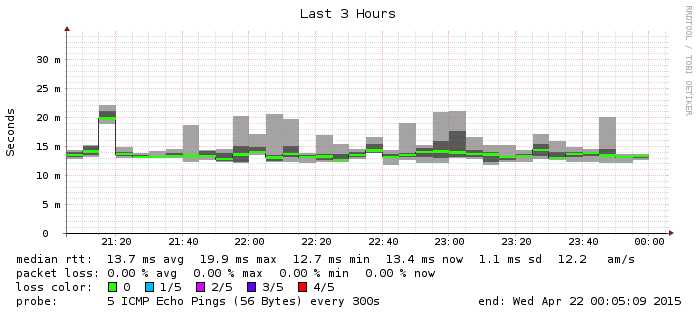 Last 3 Hours
RRDTOOL / TOBI OETIKER
Seconds
30 m
25 m
20 m
15 m
10 m
5 m
0
21:20 21:40 22:00 22:20 22:40 23:00 23:20 23:40 00:00
median rtt: 13.7 ms avg 19.9 ms max 12.7 ms min 13.4 ms now 1.1 ms sd 12.2 am/s
packet loss: 0.00 % avg 0.00 % max 0.00 % min 0.00 % now
loss color: 0 1/5 2/5 3/5 4/5
probe: 5 ICMP Echo Pings (56 Bytes) every 300s end: Wed Apr 22 00:05:09 2015